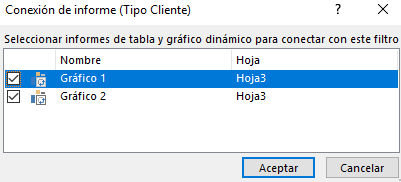 Conexión de informe (Tipo Cliente)
Seleccionar informes de tabla y gráfico dinámico para conectar con este filtro
Nombre Hoja
Gráfico 1 Hoja3
Gráfico 2 Hoja3
Aceptar Cancelar